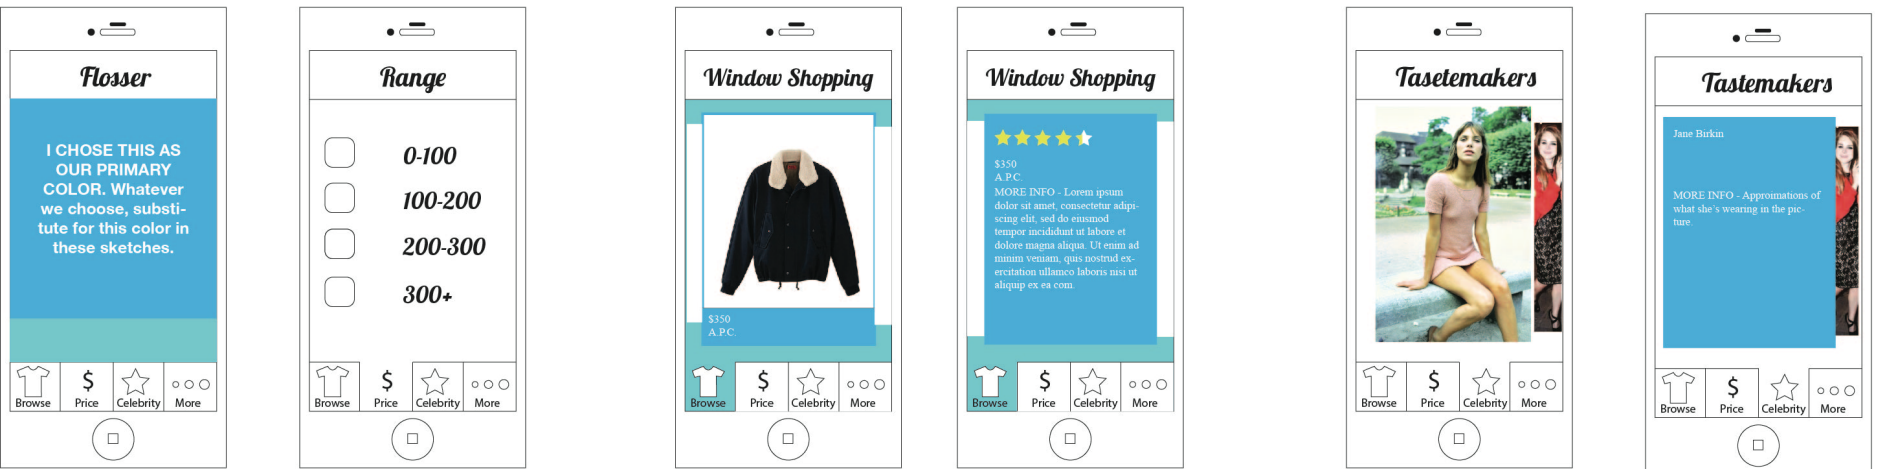 Flosser
I CHOSE THIS AS
OUR PRIMARY
COLOR. Whatever
we choose, substi-
tute for this color in
these sketches.
Browse
Price
Celebrity
More
Range
0-100
100-200
200-300
300+
$
Browse
Price
Celebrity
More
Window Shopping
$350
A.P.C.
$
Browse
Price
Celebrity
More
Window Shopping
$350
A.P.C.
MORE INFO - Lorem ipsum
dolor sit amet, consectetur adipi-
scing elit, sed do eiusmod
tempor incididunt ut labore et
dolore magna aliqua. Ut enim ad
minim veniam, quis nostrud ex-
ercitation ullamco laboris nisi ut
aliquip ex ea com.
$
Browse
Price
Celebrity
More
Tasetemakers
$
Browse
Price
Celebrity
More
Tastemakers
Jane Birkin
MORE INFO - Approimations of
what she's wearing in the pic-
ture.
$
Browse
Price
Celebrity
More